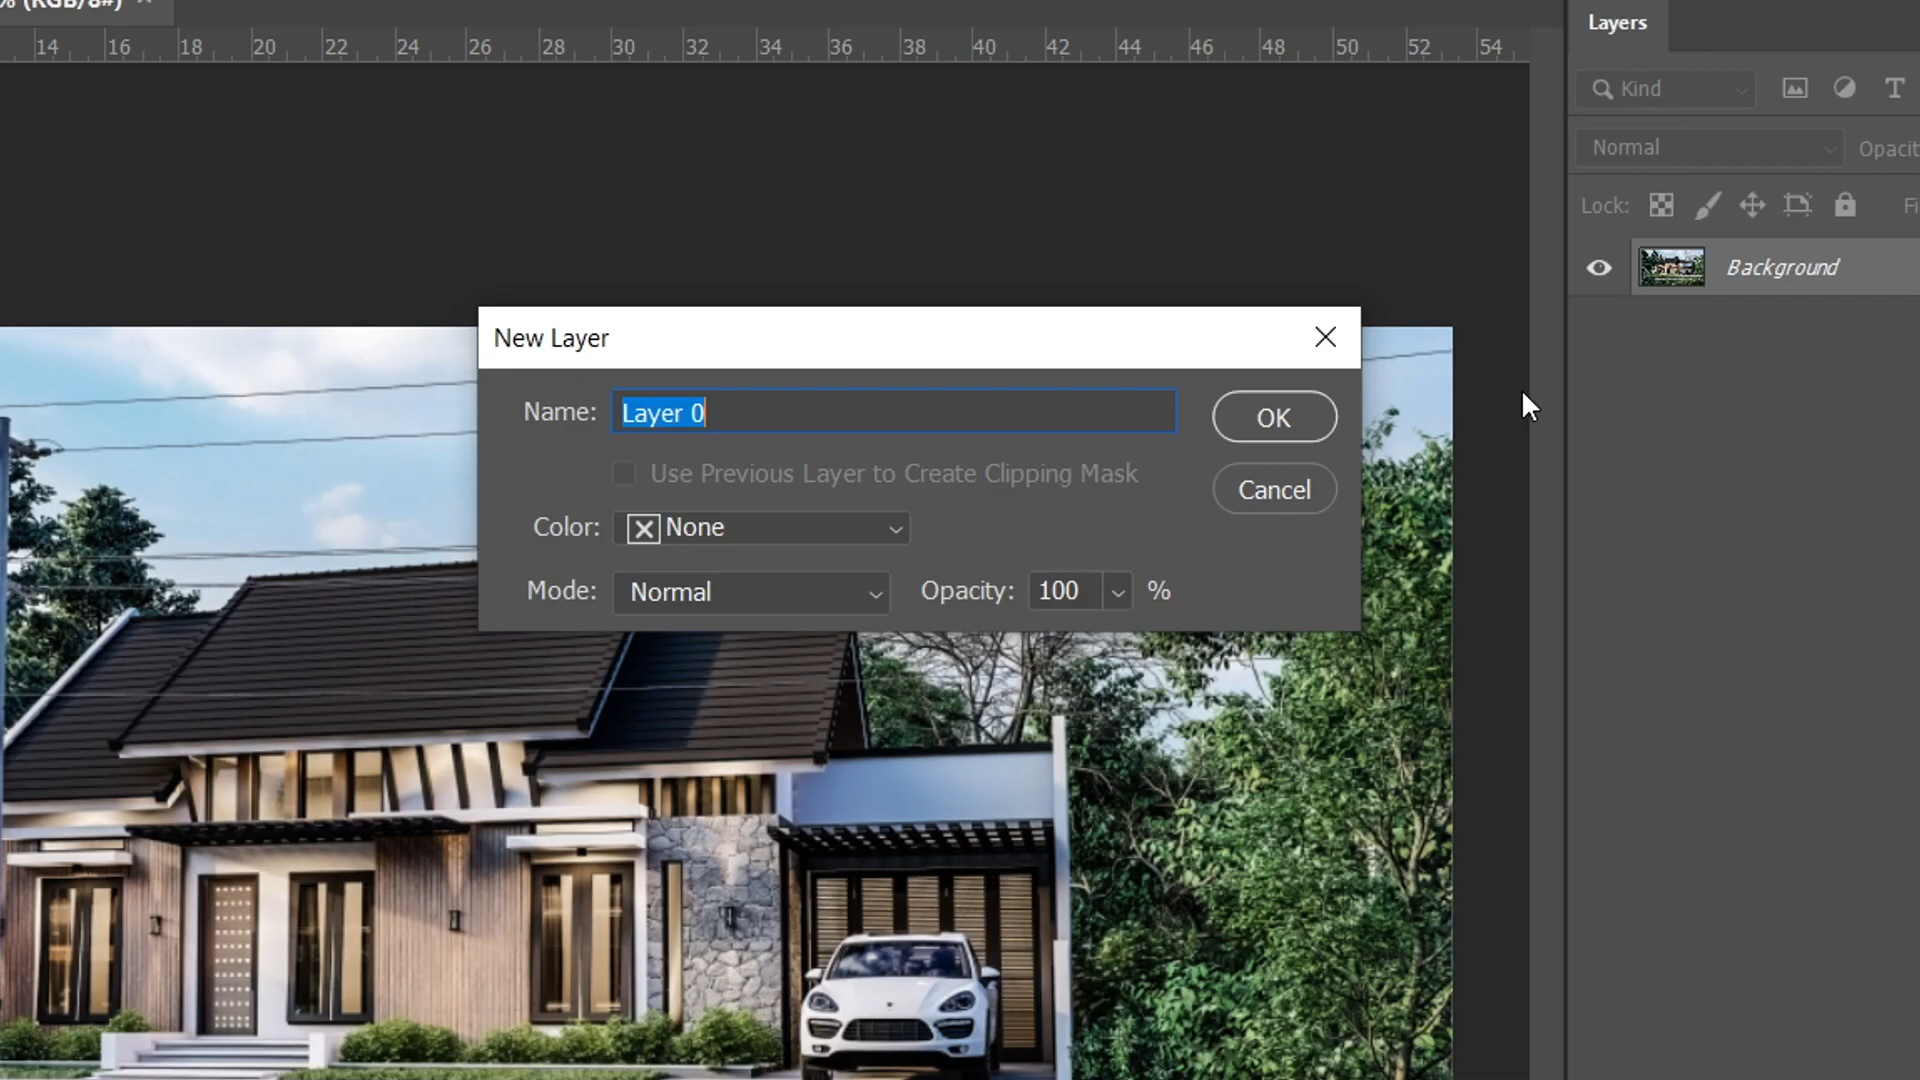 % (RGB/8#) ×
14 16 18 20 22 24 26 28 30 32 34 36 38 40 42 44 46 48 50 52 54
Layers
Kind
Normal
Opacit
Lock:
Fi
Background
New Layer
Name: Layer 0
OK
Use Previous Layer to Create Clipping Mask
Cancel
Color: None
Mode: Normal Opacity: 100 %